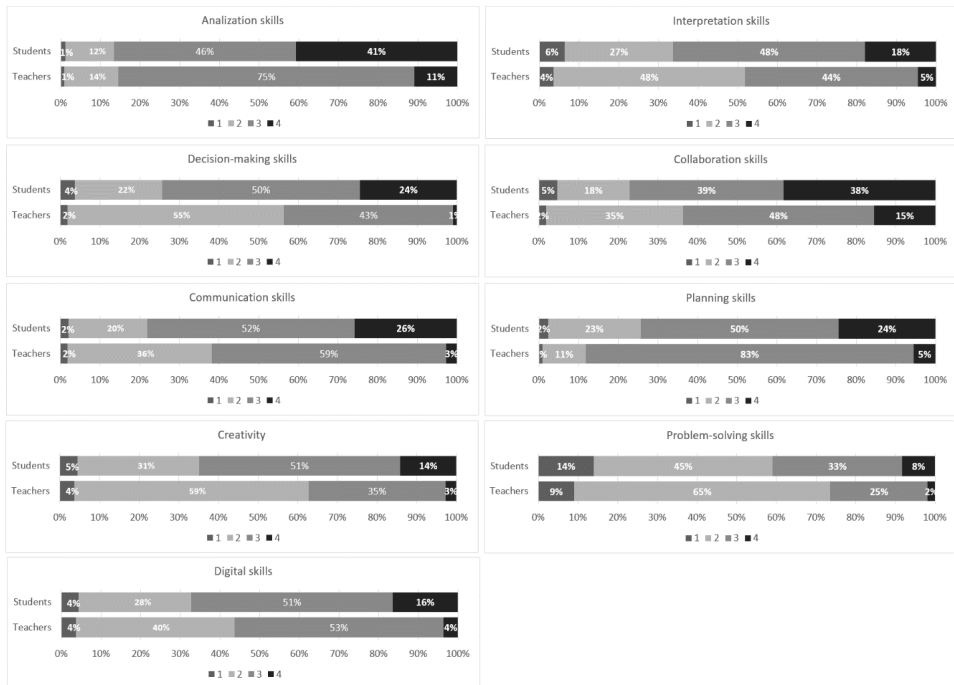 Analization skills
Students 1% 12% 46% 41%
Teachers 1% 14% 75% 11%
0% 10% 20% 30% 40% 50% 60% 70% 80% 90% 100%
1 2 3 4
Interpretation skills
Students 6% 27% 48% 18%
Teachers 4% 48% 44% 5%
0% 10% 20% 30% 40% 50% 60% 70% 80% 90% 100%
1 2 3 4
Decision-making skills
Students 4% 22% 50% 24%
Teachers 2% 55% 43% 1%
0% 10% 20% 30% 40% 50% 60% 70% 80% 90% 100%
1 2 3 4
Collaboration skills
Students 5% 18% 39% 38%
Teachers 2% 35% 48% 15%
0% 10% 20% 30% 40% 50% 60% 70% 80% 90% 100%
1 2 3 4
Communication skills
Students 2% 20% 52% 26%
Teachers 2% 36% 59% 3%
0% 10% 20% 30% 40% 50% 60% 70% 80% 90% 100%
1 2 3 4
Planning skills
Students 2% 23% 50% 24%
Teachers 11% 83% 5%
0% 10% 20% 30% 40% 50% 60% 70% 80% 90% 100%
1 2 3 4
Creativity
Students 5% 31% 51% 14%
Teachers 4% 59% 35% 3%
0% 10% 20% 30% 40% 50% 60% 70% 80% 90% 100%
1 2 3 4
Problem-solving skills
Students 14% 45% 33% 8%
Teachers 9% 65% 25% 2%
0% 10% 20% 30% 40% 50% 60% 70% 80% 90% 100%
1 2 3 4
Digital skills
Students 4% 28% 51% 16%
Teachers 4% 40% 53% 4%
0% 10% 20% 30% 40% 50% 60% 70% 80% 90% 100%
1 2 3 4